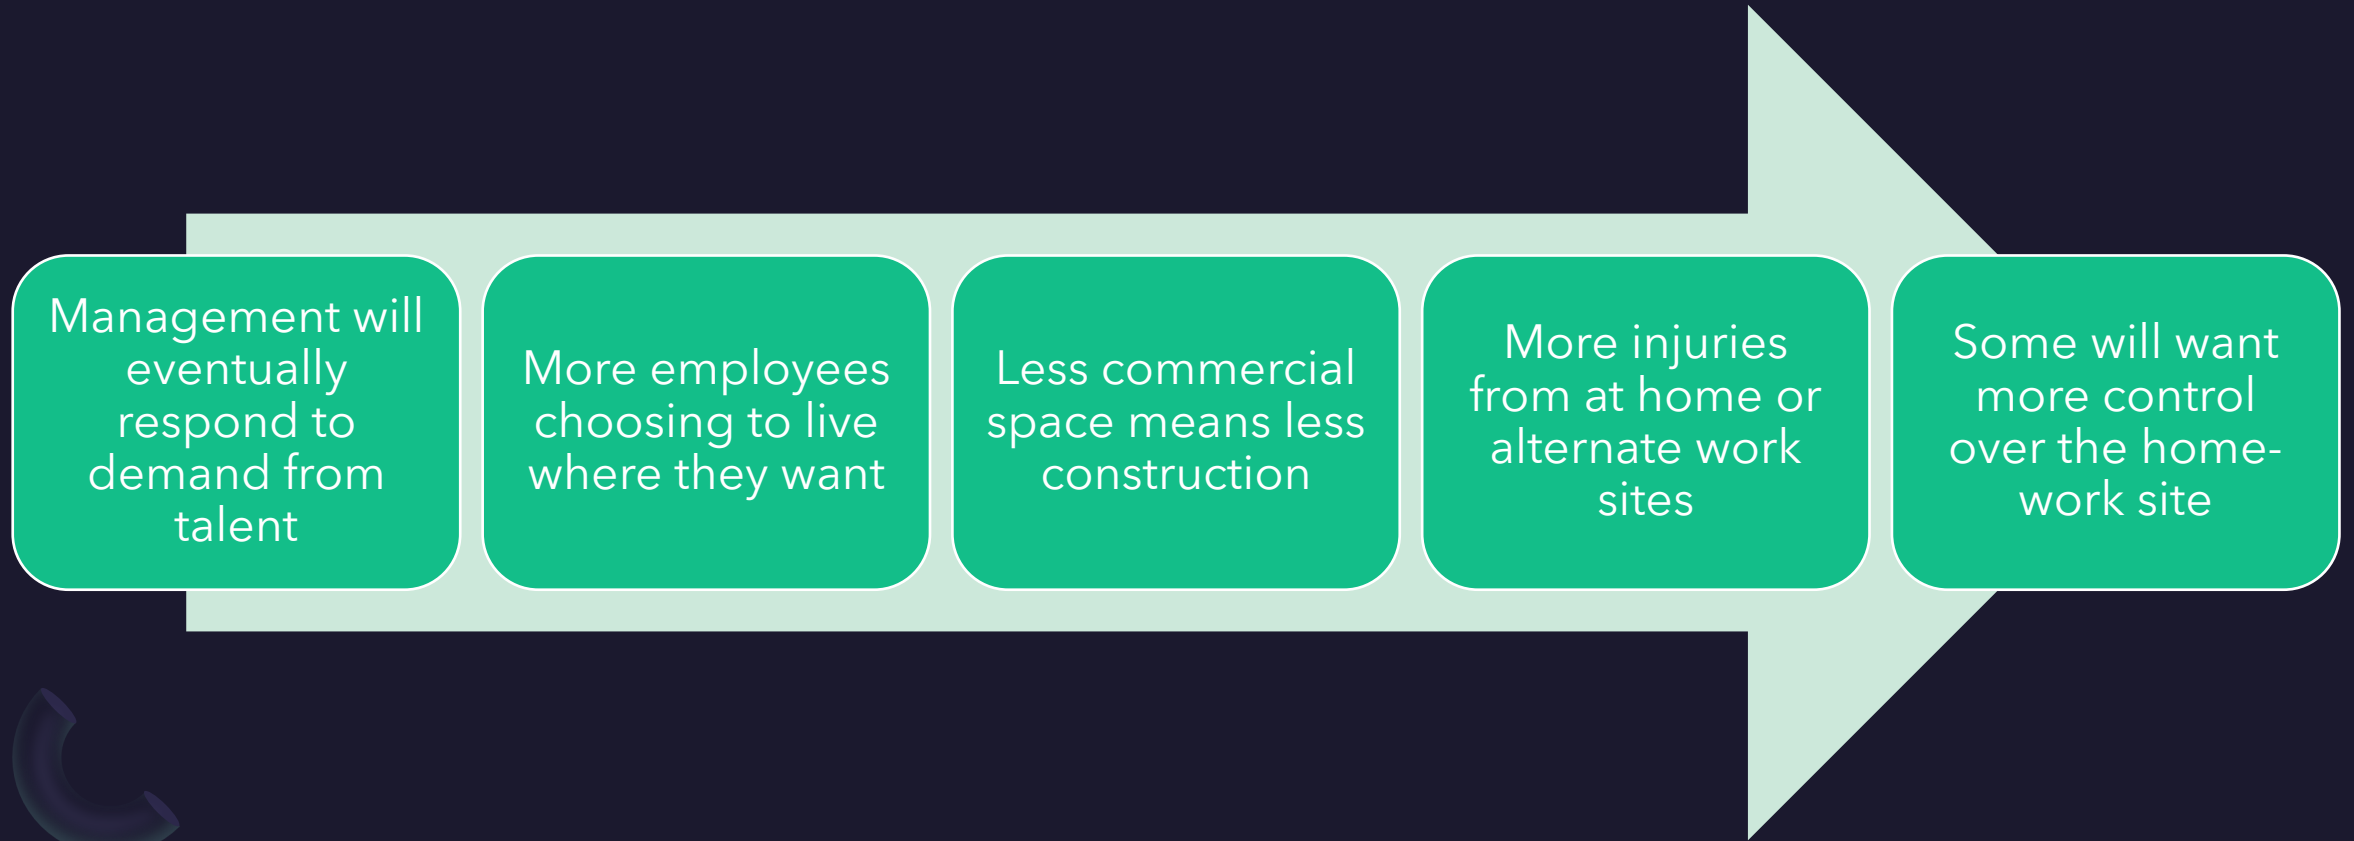 Management will
eventually
respond to
demand from
talent
More employees
choosing to live
where they want
Less commercial
space means less
construction
More injuries
from at home or
alternate work
sites
Some will want
more control
over the home-
work site